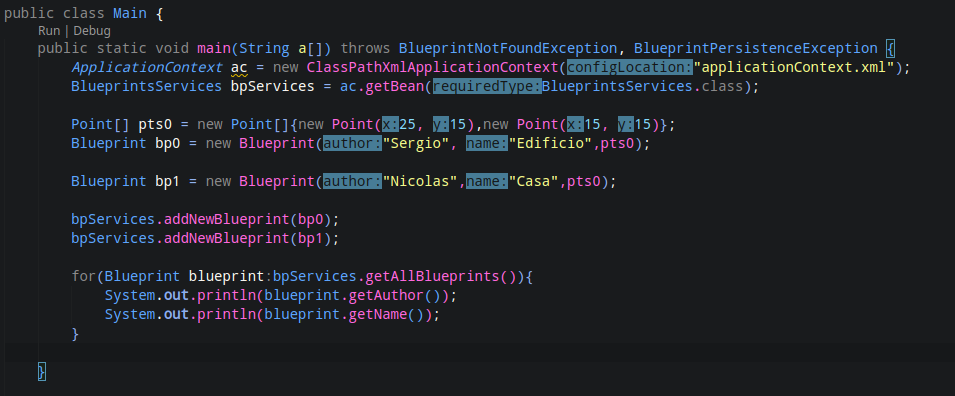 public class Main {
Run | Debug
public static void main(String a[]) throws BlueprintNotFoundException, BlueprintPersistenceException {
ApplicationContext ac = new ClassPathXmlApplicationContext(configLocation:"applicationContext.xml");
BlueprintsServices bpServices = ac.getBean(requiredType:BlueprintsServices.class);
Point[] pts0 = new Point[]{new Point(x:25, y:15),new Point(x:15, y:15)};
Blueprint bp0 = new Blueprint(author:"Sergio", name:"Edificio",pts0);
Blueprint bp1 = new Blueprint(author:"Nicolas",name:"Casa",pts0);
bpServices.addNewBlueprint(bp0);
bpServices.addNewBlueprint(bp1);
for(Blueprint blueprint:bpServices.getAllBlueprints()){
System.out.println(blueprint.getAuthor());
System.out.println(blueprint.getName());
}
}